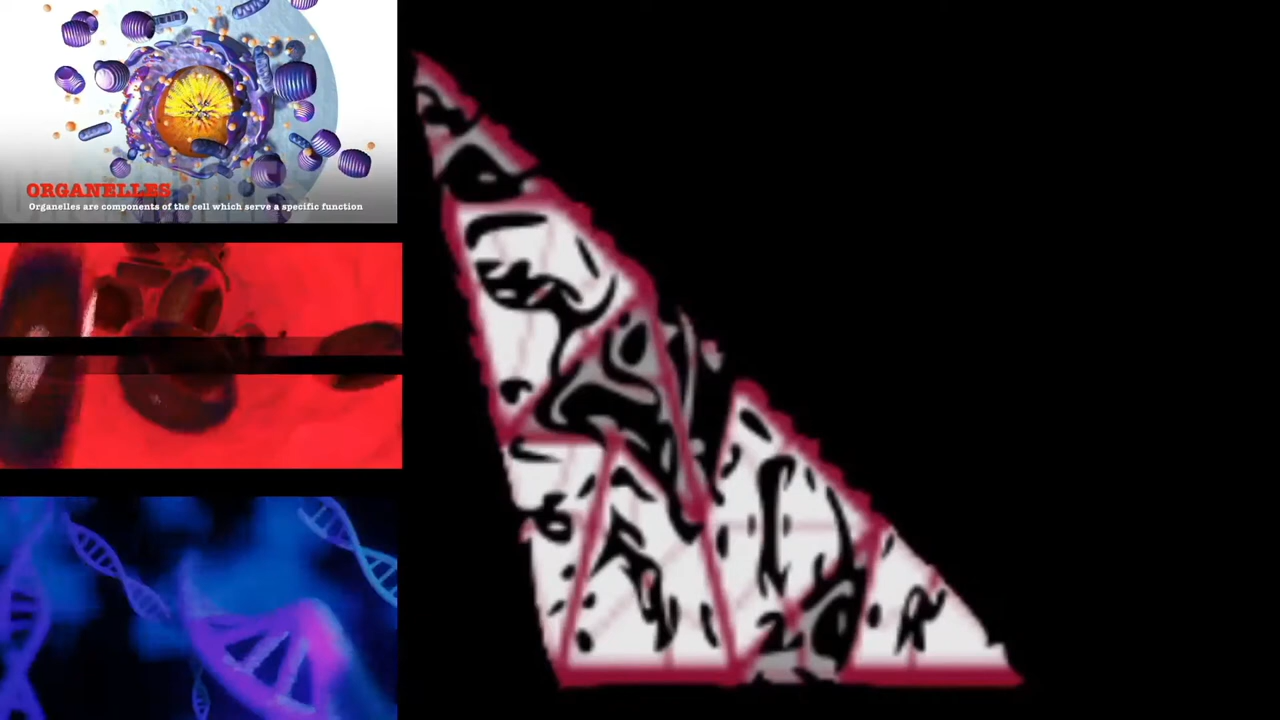 ORGANELLES
Organelles are components of the cell which serve a specific function